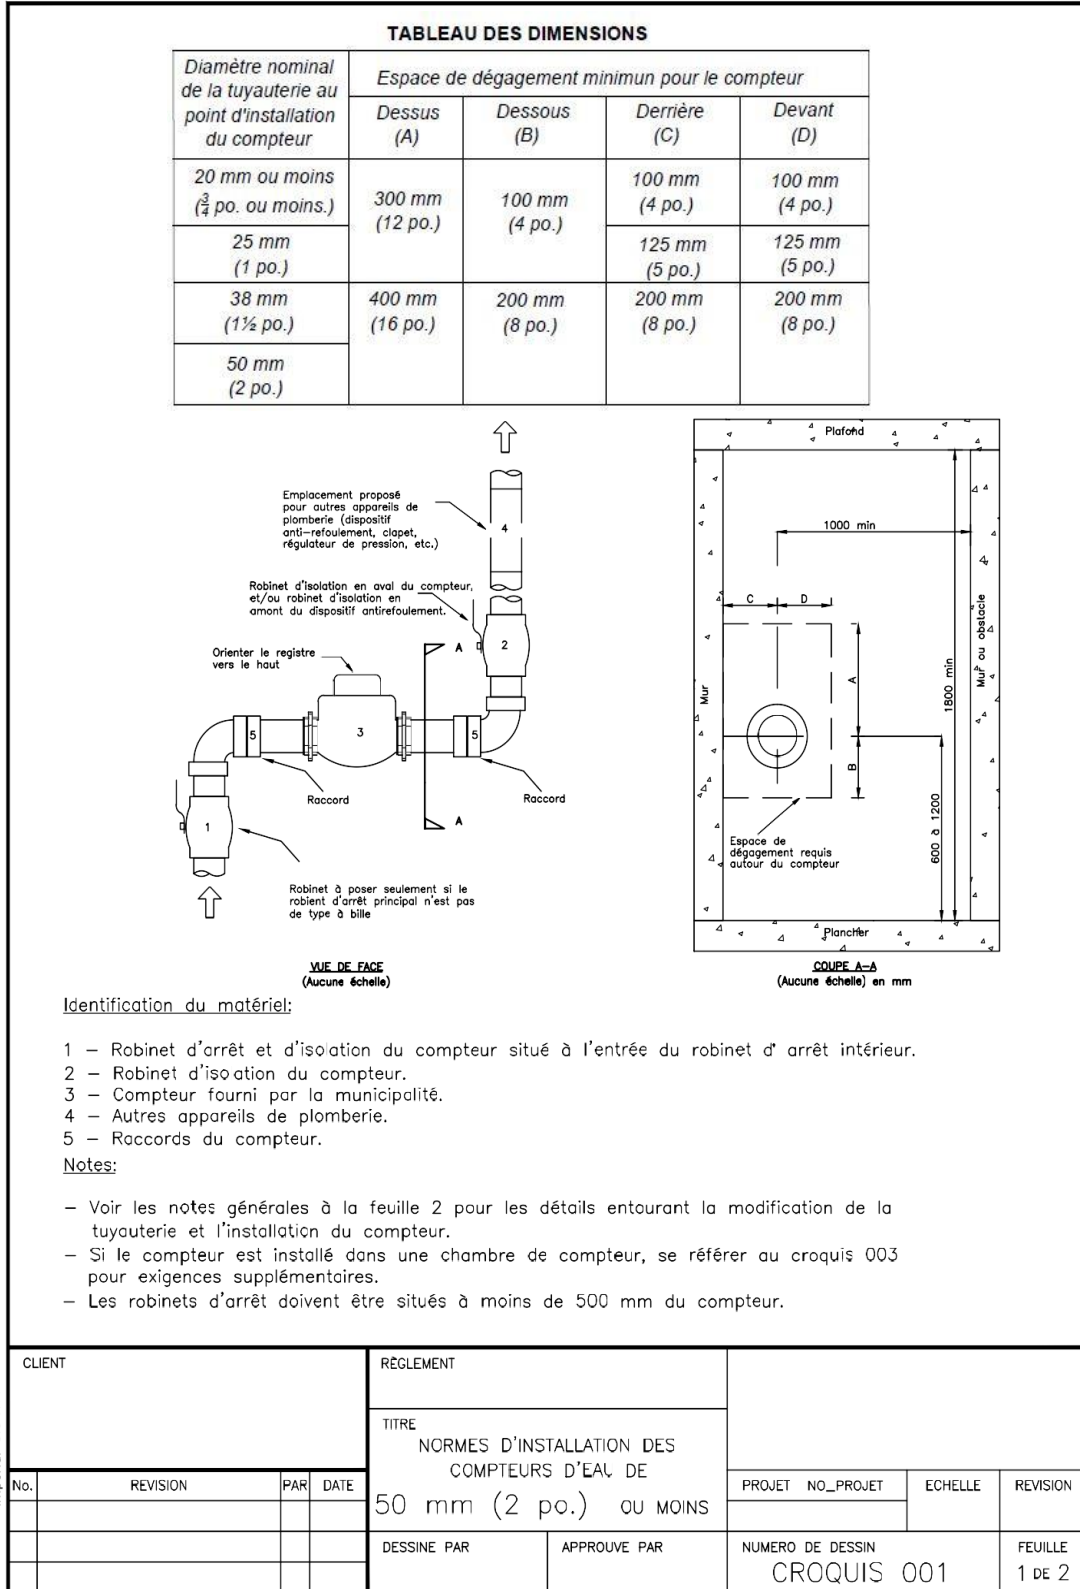 TABLEAU DES DIMENSIONS
Diamètre nominal
de la tuyauterie au
point d'installation
du compteur
Espace de dégagement minimun pour le compteur
Dessus
(A)
Dessous
(B)
Derrière
(C)
Devant
(D)
20 mm ou moins
(¾ po. ou moins.)
300 mm
(12 po.)
100 mm
(4 po.)
100 mm
(4 po.)
100 mm
(4 po.)
25 mm
(1 po.)
125 mm
(5 po.)
125 mm
(5 po.)
38 mm
(1½ po.)
400 mm
(16 po.)
200 mm
(8 po.)
200 mm
(8 po.)
200 mm
(8 po.)
50 mm
(2 po.)
Emplacement proposé
pour autres appareils de
plomberie (dispositif
anti-refoulement, clapet,
régulateur de pression, etc.)
4
Robinet d'isolation en aval du compteur,
et/ou robinet d'isolation en
amont du dispositif antirefoulement.
A
2
Orienter le registre
vers le haut
5
3
5
Raccord
Raccord
1
A
Robinet à poser seulement si le
robient d'arrêt principal n'est pas
de type à bille
VUE DE FACE
(Aucune échelle)
Plafond
1000 min
C
D
Mur
A
B
1800 min
Mur ou obstacle
600 à 1200
Espace de
dégagement requis
autour du compteur
Plancher
COUPE A-A
(Aucune échelle) en mm
Identification du matériel:
1 – Robinet d'arrêt et d'isolation du compteur situé à l'entrée du robinet d' arrêt intérieur.
2 – Robinet d'isolation du compteur.
3 – Compteur fourni par la municipalité.
4 – Autres appareils de plomberie.
5 – Raccords du compteur.
Notes:
– Voir les notes générales à la feuille 2 pour les détails entourant la modification de la
tuyauterie et l'installation du compteur.
– Si le compteur est installé dans une chambre de compteur, se référer au croquis 003
pour exigences supplémentaires.
– Les robinets d'arrêt doivent être situés à moins de 500 mm du compteur.
CLIENT
RÈGLEMENT
TITRE
NORMES D'INSTALLATION DES
COMPTEURS D'EAU DE
50 mm (2 po.) OU MOINS
No.
REVISION
PAR
DATE
PROJET NO_PROJET
ECHELLE
REVISION
DESSINE PAR
APPROUVE PAR
NUMERO DE DESSIN
CROQUIS 001
FEUILLE
1 DE 2